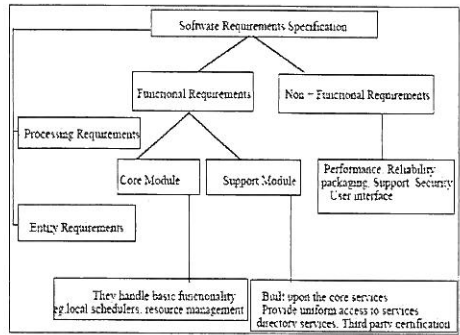 Software Requirements Specification
Functional Requirements
Non - Functional Requirements
Processing Requirements
Core Module
Support Module
Performance, Reliability
packaging, Support Security
User interface
Entity Requirements
They handle basic functionality
eg.local schedulers, resource management
Built upon the core services
Provide uniform access to services
directory services, Third party certification